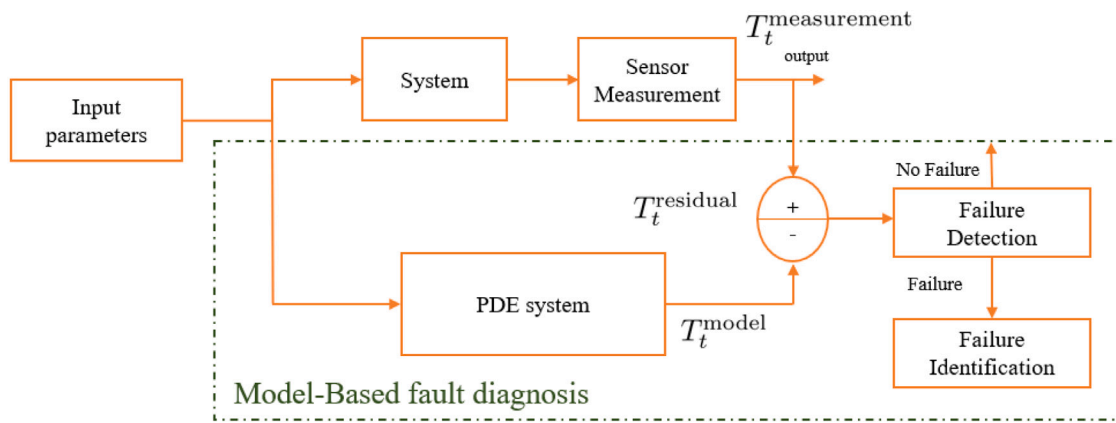 T_t^measurement
output
Input
parameters
System
Sensor
Measurement
No Failure
T_t^residual
+
-
Failure
Detection
Failure
PDE system
T_t^model
Failure
Identification
Model-Based fault diagnosis